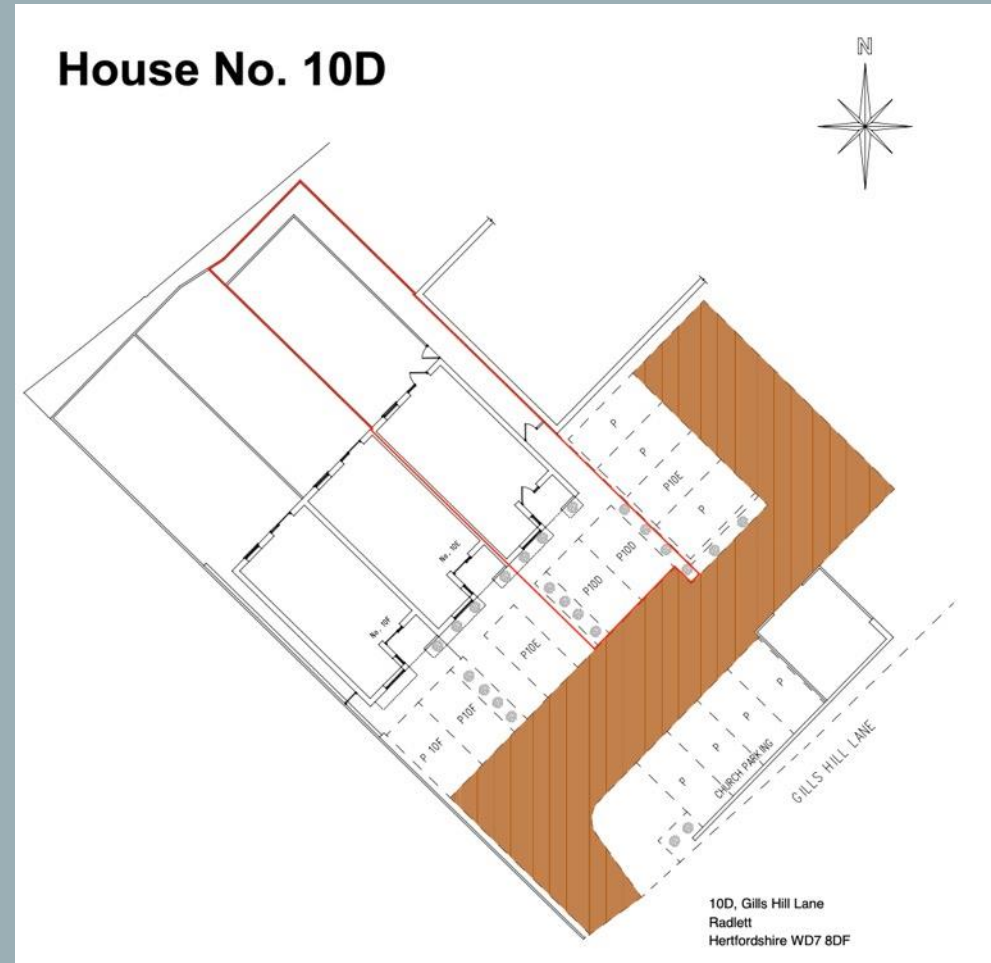 House No. 10D
N
P
P
P10E
P
P10D
P10D
No. 10E
P10E
No. 10F
P10F
P 10F
P
P
P
P
CHURCH PARKING
GILLS HILL LANE
10D, Gills Hill Lane
Radlett
Hertfordshire WD7 8DF